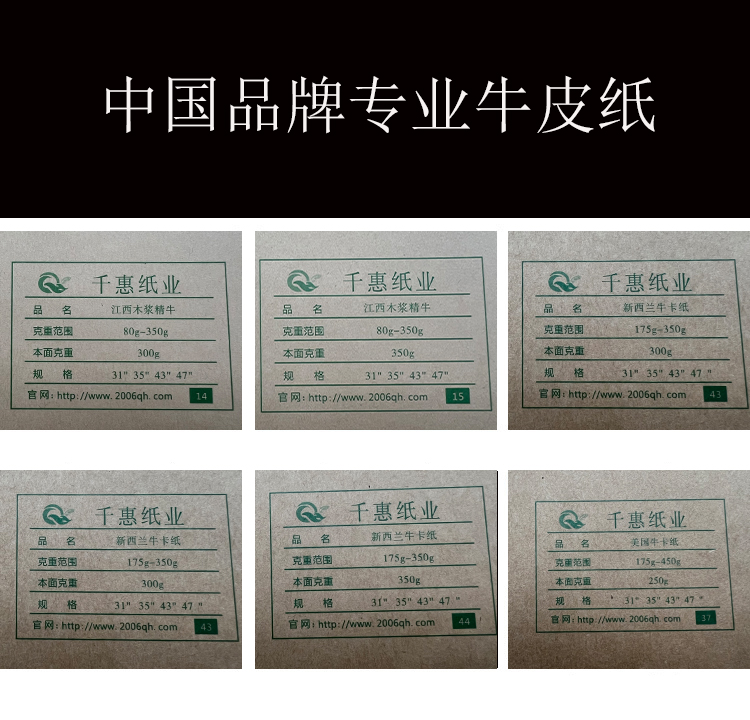 中国品牌专业牛皮纸
千惠纸业
品 名 江西木浆精牛
克重范围 80g-350g
本面克重 300g
规 格 31" 35" 43" 47"
官网: http://www.2006qh.com 14
千惠纸业
品 名 江西木浆精牛
克重范围 80g-350g
本面克重 350g
规 格 31" 35" 43" 47"
官网: http://www.2006qh.com 15
千惠纸业
品 名 新西兰牛卡纸
克重范围 175g-350g
本面克重 300g
规 格 31" 35" 43" 47 "
官网: http://www.2006qh.com 43
千惠纸业
品 名 新西兰牛卡纸
克重范围 175g-350g
本面克重 300g
规 格 31" 35" 43" 47 "
官网: http://www.2006qh.com 43
千惠纸业
品 名 新西兰牛卡纸
克重范围 175g-350g
本面克重 350g
规 格 31" 35" 43" 47 "
官网: http://www.2006qh.com 44
千惠纸业
品 名 美国牛卡纸
克重范围 175g-450g
本面克重 250g
规 格 31" 35" 43" 47 "
官网: http://www.2006qh.com 37